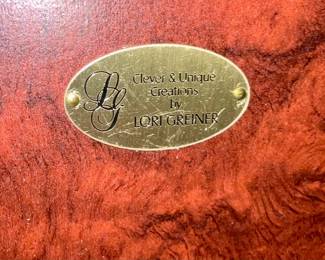 LG
Clever & Unique
Creations
by
LORI GREINER